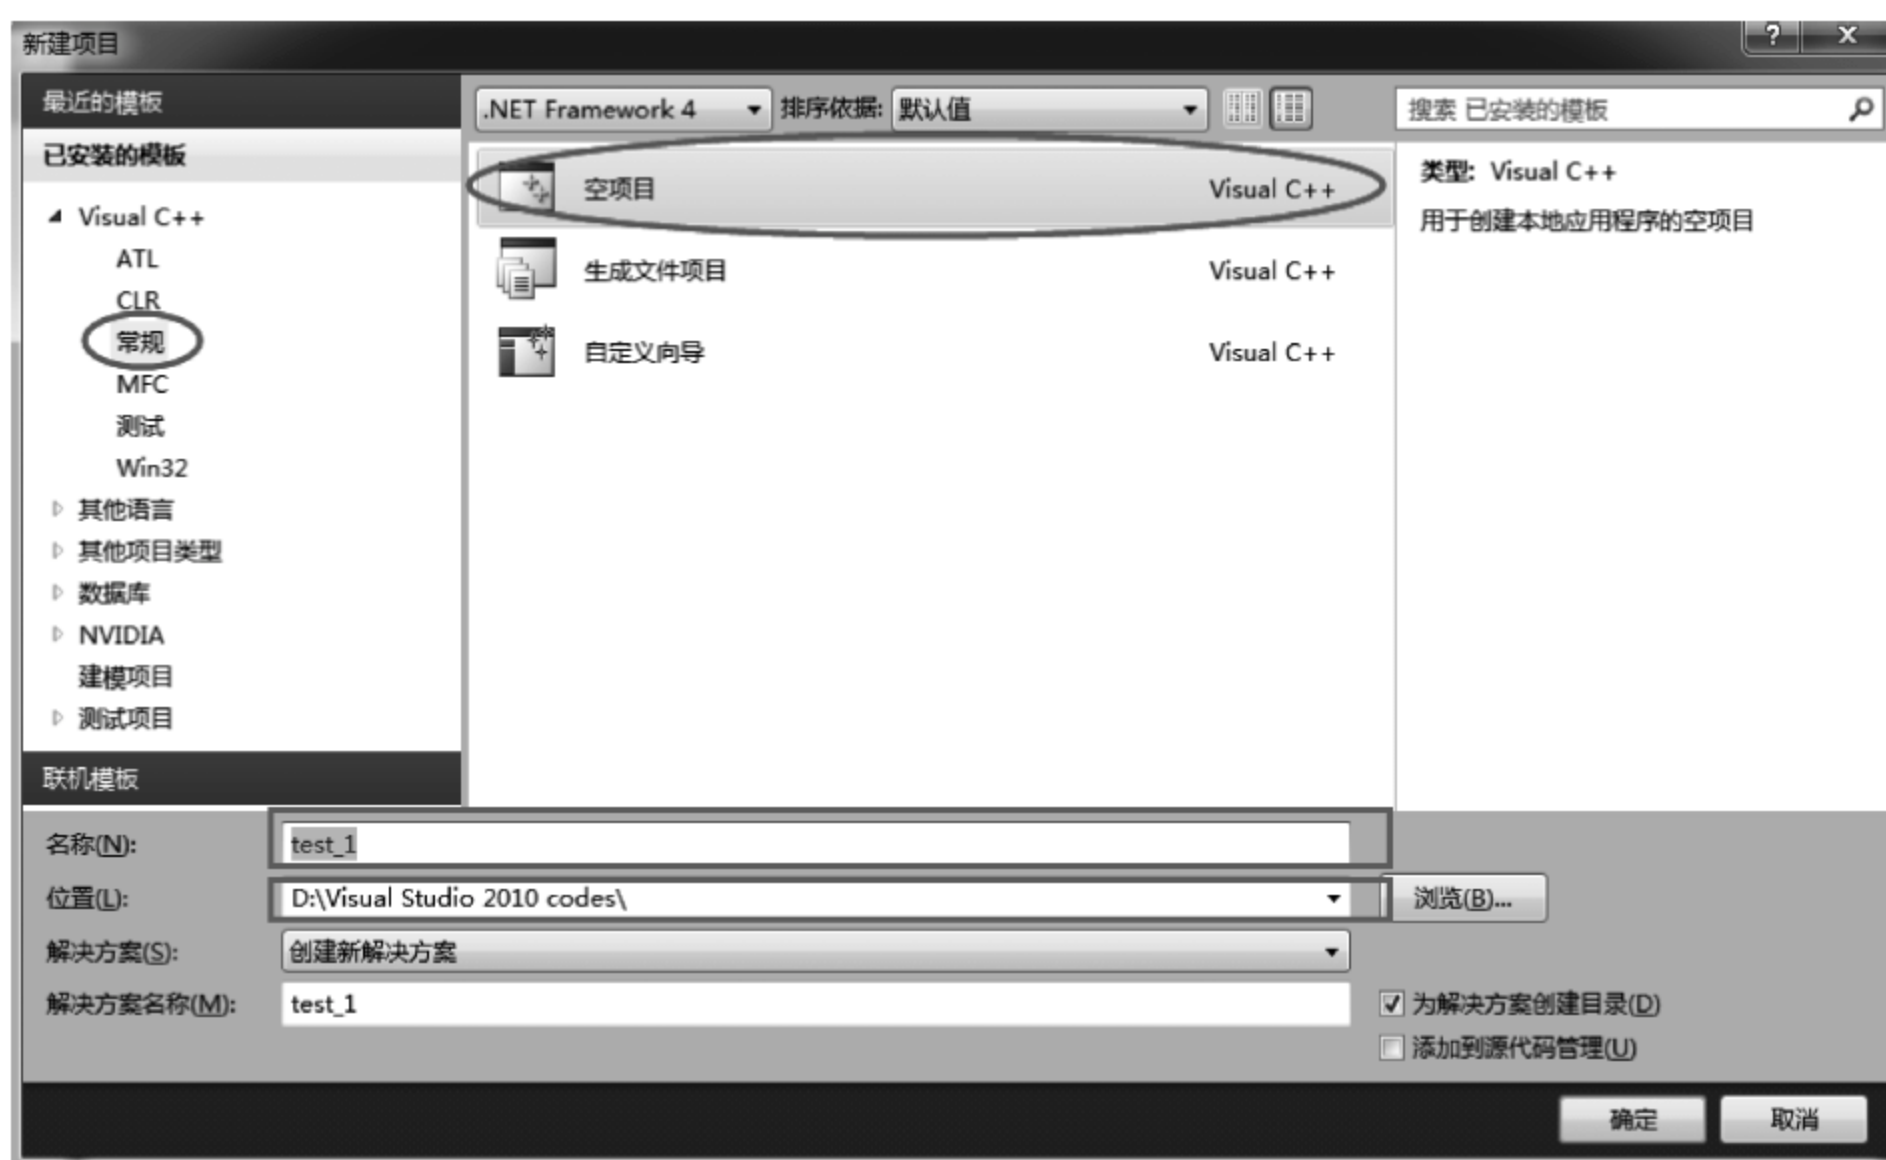 新建项目
? x
最近的模板
.NET Framework 4 排序依据: 默认值
搜索 已安装的模板
已安装的模板
Visual C++
ATL
CLR
常规
MFC
测试
Win32
其他语言
其他项目类型
数据库
NVIDIA
建模项目
测试项目
联机模板
空项目 Visual C++
生成文件项目 Visual C++
自定义向导 Visual C++
类型: Visual C++
用于创建本地应用程序的空项目
名称(N): test_1
位置(L): D:\Visual Studio 2010 codes\ 浏览(B)...
解决方案(S): 创建新解决方案
解决方案名称(M): test_1
为解决方案创建目录(D)
添加到源代码管理(U)
确定 取消